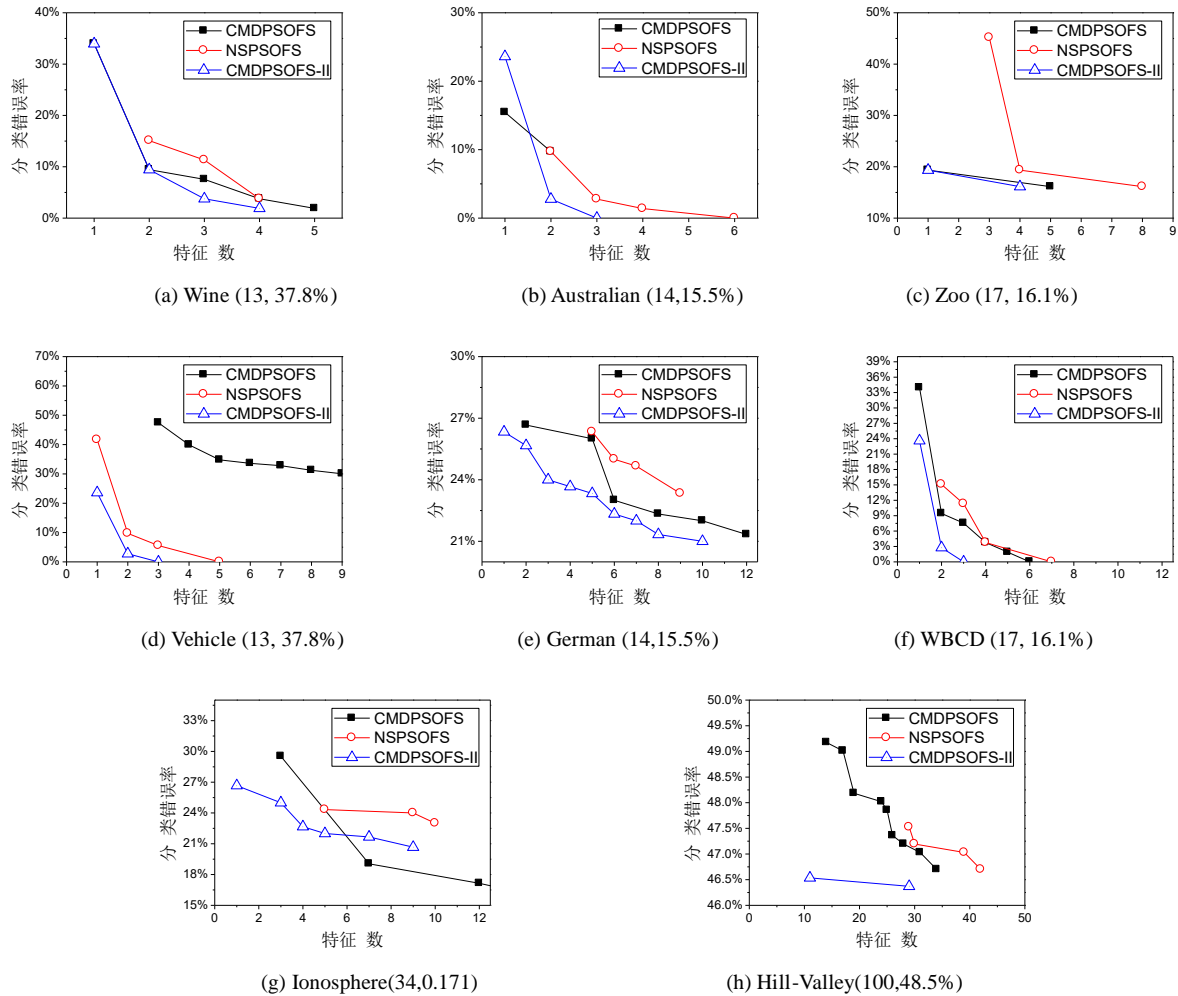 40%
30%
20%
10%
0%
分 类错误率
CMDPSOFS
NSPSOFS
CMDPSOFS-II
1 2 3 4 5
特征 数
(a) Wine (13, 37.8%)
30%
20%
10%
0%
分 类错误率
CMDPSOFS
NSPSOFS
CMDPSOFS-II
1 2 3 4 5 6
特征 数
(b) Australian (14,15.5%)
50%
40%
30%
20%
10%
分 类错误率
CMDPSOFS
NSPSOFS
CMDPSOFS-II
0 1 2 3 4 5 6 7 8 9
特征 数
(c) Zoo (17, 16.1%)
70%
60%
50%
40%
30%
20%
10%
0%
分 类错误率
CMDPSOFS
NSPSOFS
CMDPSOFS-II
0 1 2 3 4 5 6 7 8 9
特征 数
(d) Vehicle (13, 37.8%)
30%
27%
24%
21%
分 类错误率
CMDPSOFS
NSPSOFS
CMDPSOFS-II
0 2 4 6 8 10 12
特征 数
(e) German (14,15.5%)
39%
36%
33%
30%
27%
24%
21%
18%
15%
12%
9%
6%
3%
0%
分 类错误率
CMDPSOFS
NSPSOFS
CMDPSOFS-II
0 2 4 6 8 10 12
特征 数
(f) WBCD (17, 16.1%)
33%
30%
27%
24%
21%
18%
15%
分 类错误率
CMDPSOFS
NSPSOFS
CMDPSOFS-II
0 2 4 6 8 10 12
特征 数
(g) Ionosphere(34,0.171)
50.0%
49.5%
49.0%
48.5%
48.0%
47.5%
47.0%
46.5%
46.0%
分 类错误率
CMDPSOFS
NSPSOFS
CMDPSOFS-II
0 10 20 30 40 50
特征 数
(h) Hill-Valley(100,48.5%)